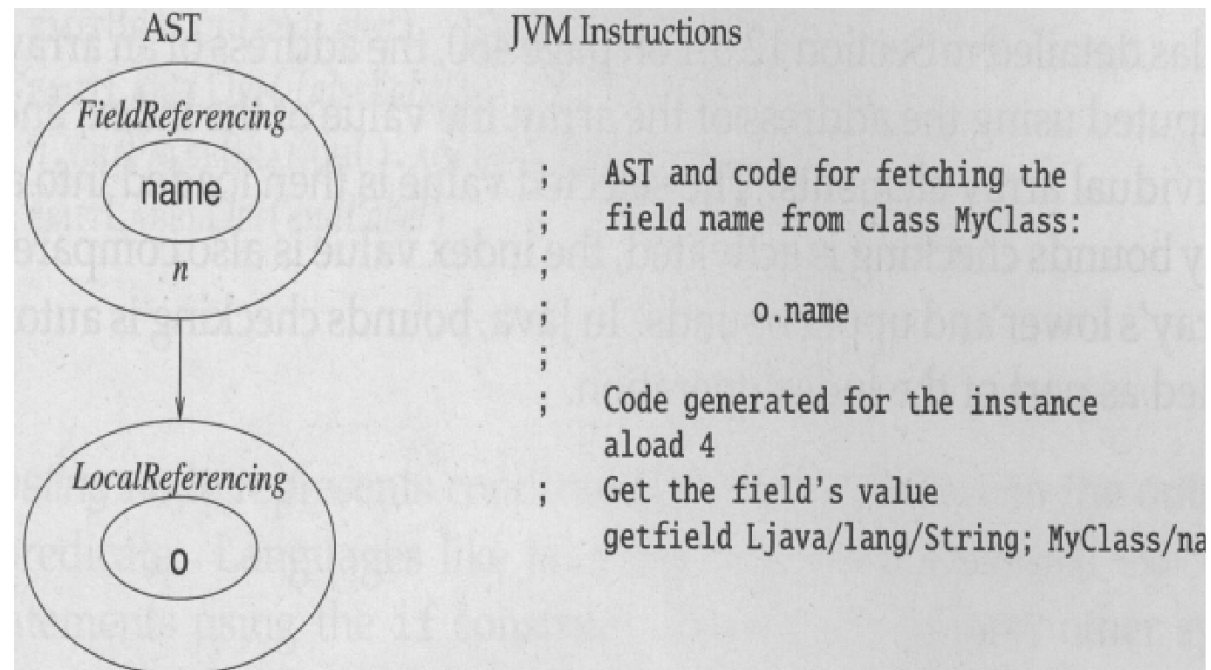 AST
JVM Instructions
FieldReferencing
name
n
LocalReferencing
o
; AST and code for fetching the
; field name from class MyClass:
;
; o.name
;
; Code generated for the instance
aload 4
; Get the field's value
getfield Ljava/lang/String; MyClass/na